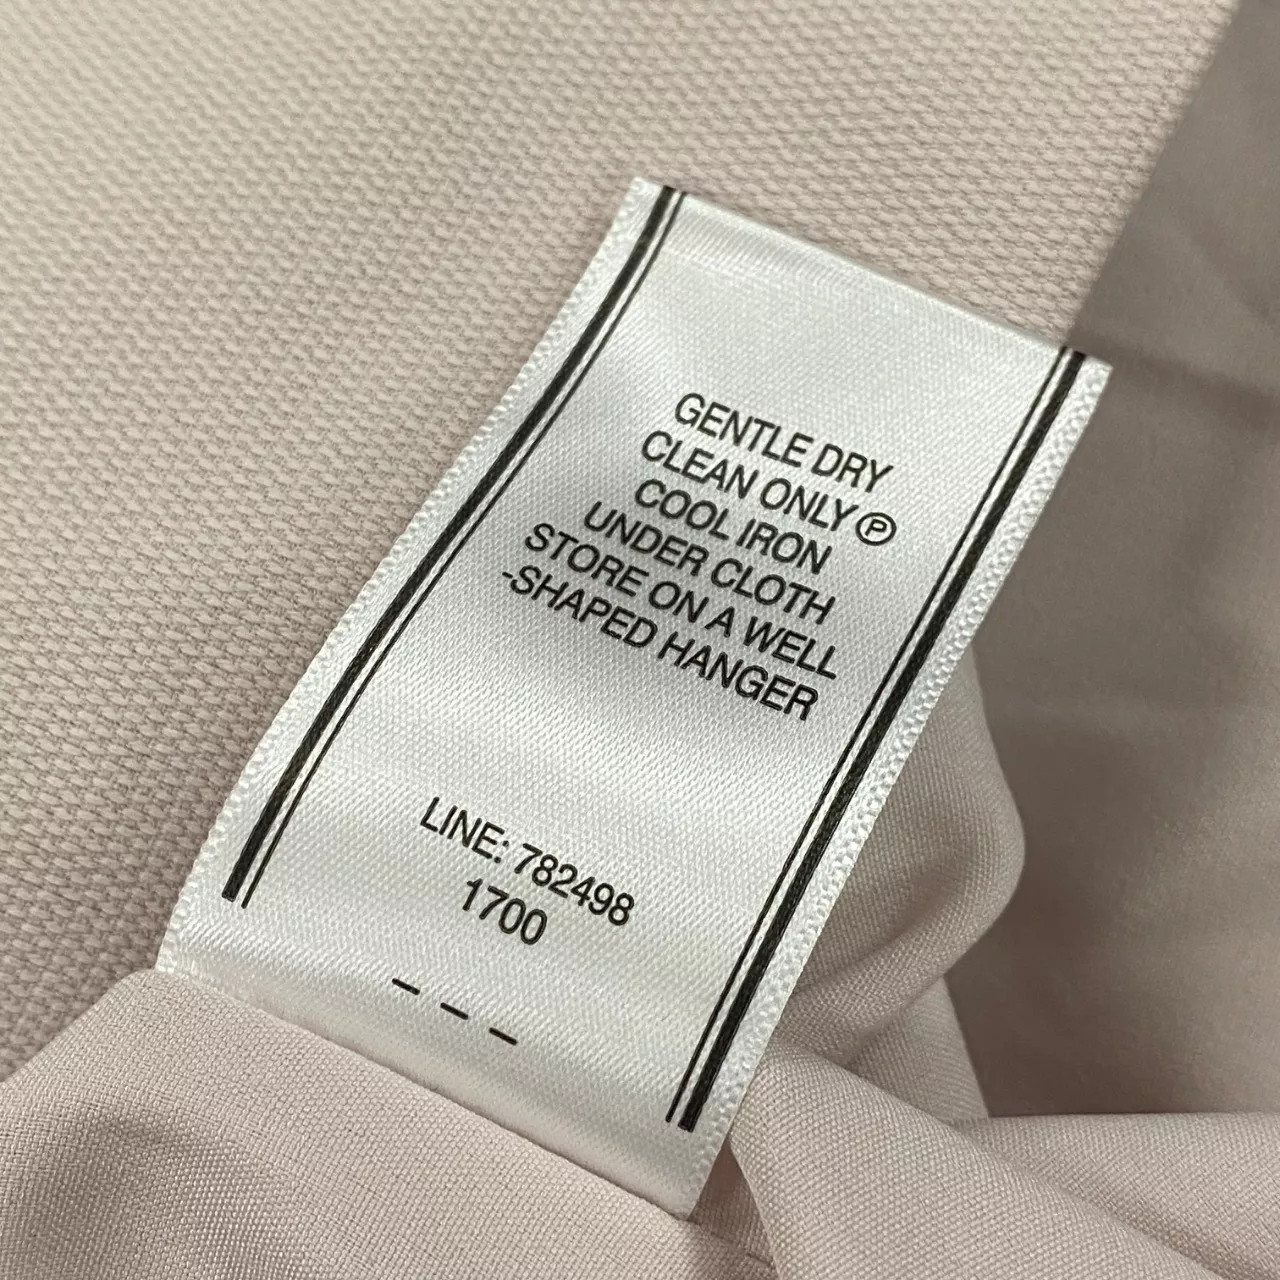 GENTLE DRY
CLEAN ONLY Ⓟ
COOL IRON
UNDER CLOTH
STORE ON A WELL
-SHAPED HANGER
LINE: 782498
1700
– – –